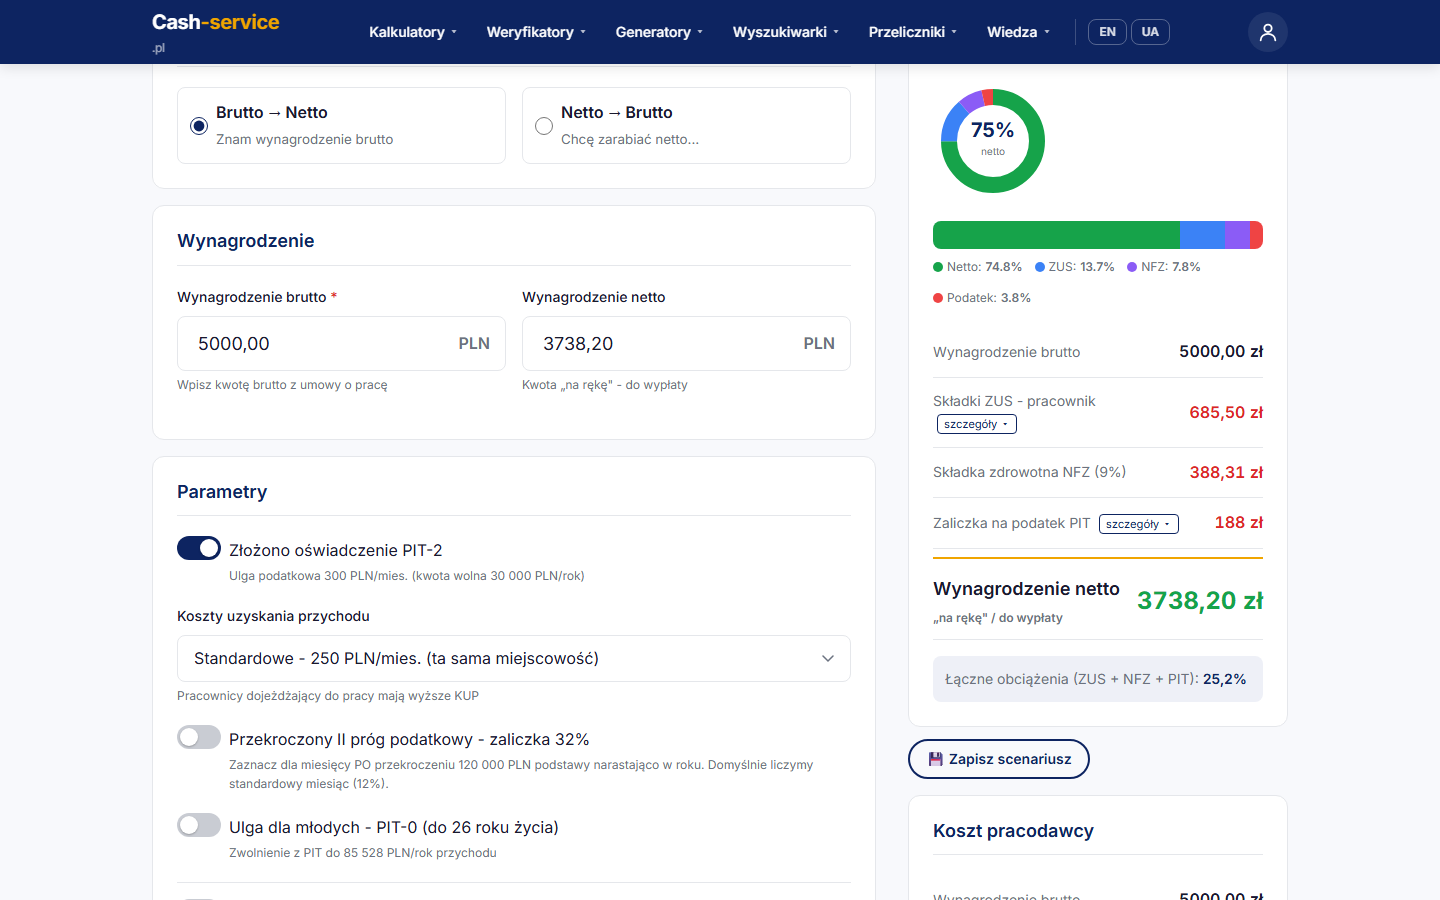 Cash-service
.pl
Kalkulatory
Weryfikatory
Generatory
Wyszukiwarki
Przeliczniki
Wiedza
EN
UA
Brutto → Netto
Znam wynagrodzenie brutto
Netto → Brutto
Chcę zarabiać netto...
Wynagrodzenie
Wynagrodzenie brutto *
5000,00 PLN
Wpisz kwotę brutto z umowy o pracę
Wynagrodzenie netto
3738,20 PLN
Kwota „na rękę" - do wypłaty
Parametry
Złożono oświadczenie PIT-2
Ulga podatkowa 300 PLN/mies. (kwota wolna 30 000 PLN/rok)
Koszty uzyskania przychodu
Standardowe - 250 PLN/mies. (ta sama miejscowość)
Pracownicy dojeżdżający do pracy mają wyższe KUP
Przekroczony II próg podatkowy - zaliczka 32%
Zaznacz dla miesięcy PO przekroczeniu 120 000 PLN podstawy narastająco w roku. Domyślnie liczymy
standardowy miesiąc (12%).
Ulga dla młodych - PIT-0 (do 26 roku życia)
Zwolnienie z PIT do 85 528 PLN/rok przychodu
75%
netto
Netto: 74.8% ZUS: 13.7% NFZ: 7.8%
Podatek: 3.8%
Wynagrodzenie brutto 5000,00 zł
Składki ZUS - pracownik
szczegóły
685,50 zł
Składka zdrowotna NFZ (9%) 388,31 zł
Zaliczka na podatek PIT szczegóły 188 zł
Wynagrodzenie netto
„na rękę" / do wypłaty
3738,20 zł
Łączne obciążenia (ZUS + NFZ + PIT): 25,2%
Zapisz scenariusz
Koszt pracodawcy
Wynagrodzenie brutto 5000,00 zł